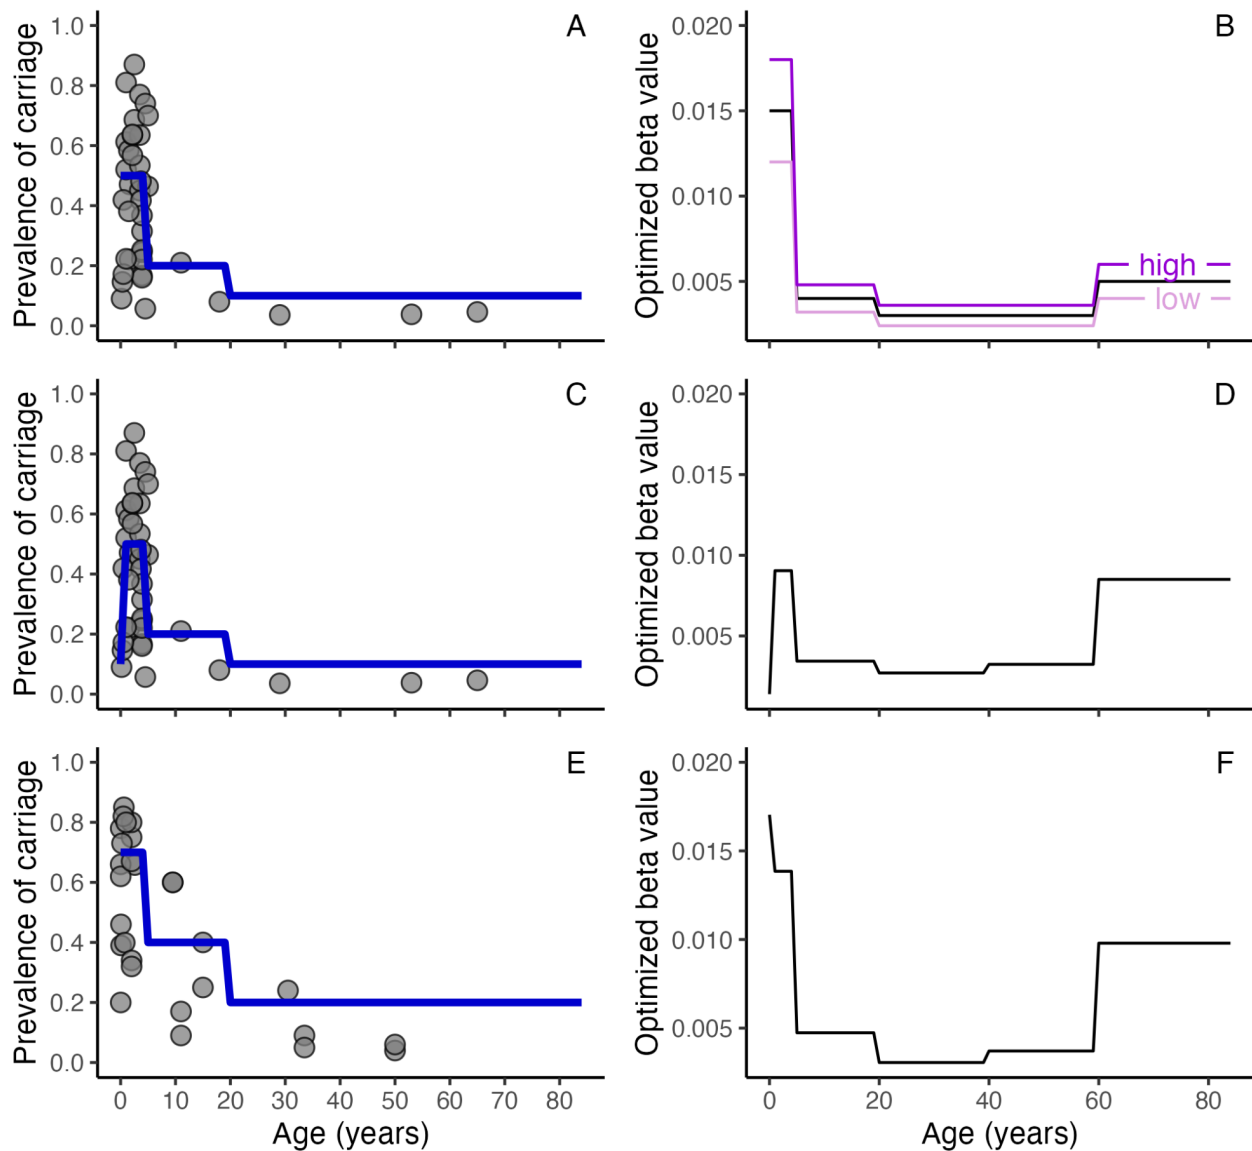 A
Prevalence of carriage
1.0
0.8
0.6
0.4
0.2
0.0
B
Optimized beta value
0.020
0.015
0.010
0.005
high
low
C
Prevalence of carriage
1.0
0.8
0.6
0.4
0.2
0.0
D
Optimized beta value
0.020
0.015
0.010
0.005
E
Prevalence of carriage
1.0
0.8
0.6
0.4
0.2
0.0
0 10 20 30 40 50 60 70 80
Age (years)
F
Optimized beta value
0.020
0.015
0.010
0.005
0 20 40 60 80
Age (years)